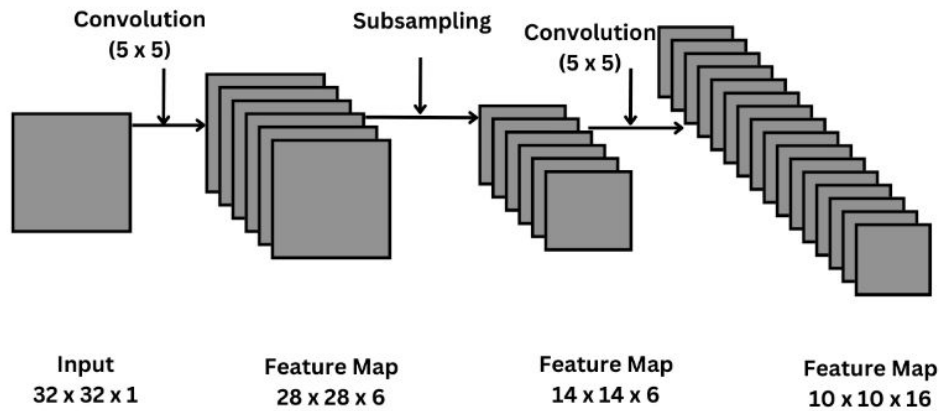 Convolution
(5 x 5)
Subsampling
Convolution
(5 x 5)
Input
32 x 32 x 1
Feature Map
28 x 28 x 6
Feature Map
14 x 14 x 6
Feature Map
10 x 10 x 16